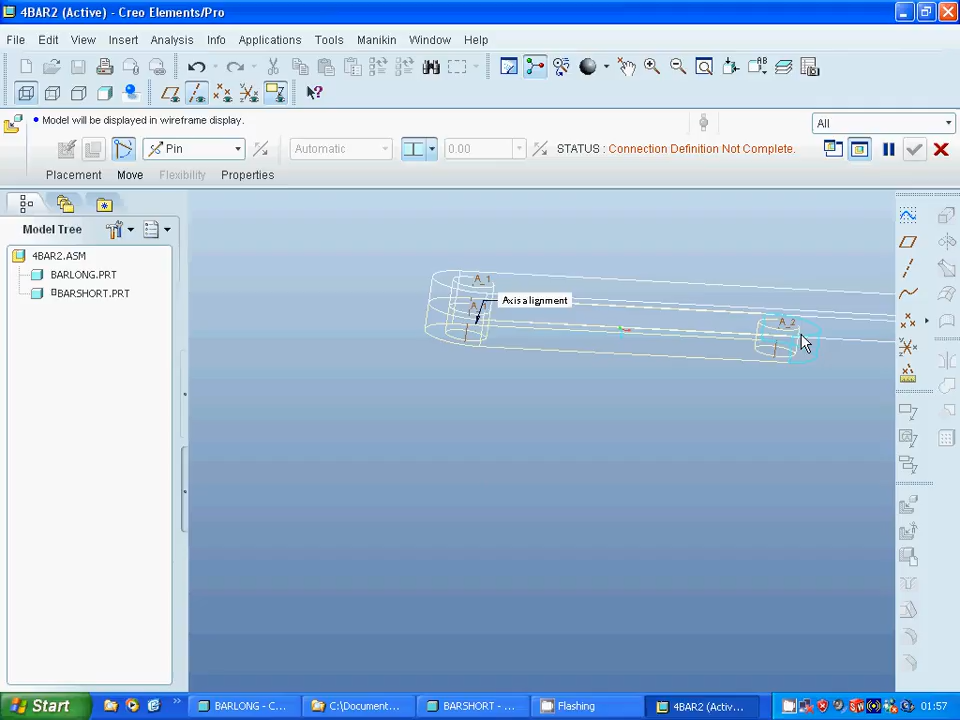 4BAR2 (Active) - Creo Elements/Pro
File Edit View Insert Analysis Info Applications Tools Manikin Window Help
Model will be displayed in wireframe display.
All
Pin Automatic 0.00 STATUS : Connection Definition Not Complete.
Placement Move Flexibility Properties
Model Tree
4BAR2.ASM
BARLONG.PRT
BARSHORT.PRT
A_1
Axis alignment
A_2
Start BARLONG - C... C:\Document... BARSHORT - ... Flashing 4BAR2 (Activ... 01:57